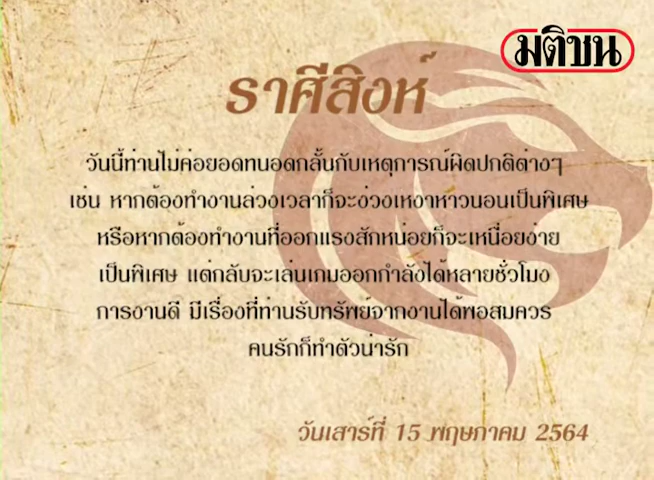 มติชน
ราศีสิงห์
วันนี้ท่านไม่ค่อยอดทนอดกลั้นกับเหตุการณ์ผิดปกติต่างๆ
เช่น หากต้องทำงานล่วงเวลาก็จะง่วงเหงาหาวนอนเป็นพิเศษ
หรือหากต้องทำงานที่ออกแรงสักหน่อยก็จะเหนื่อยง่าย
เป็นพิเศษ แต่กลับจะเล่นเกมออกกำลังได้หลายชั่วโมง
การงานดี มีเรื่องที่ท่านรับทรัพย์จากงานได้พอสมควร
คนรักก็ทำตัวน่ารัก
วันเสาร์ที่ 15 พฤษภาคม 2564